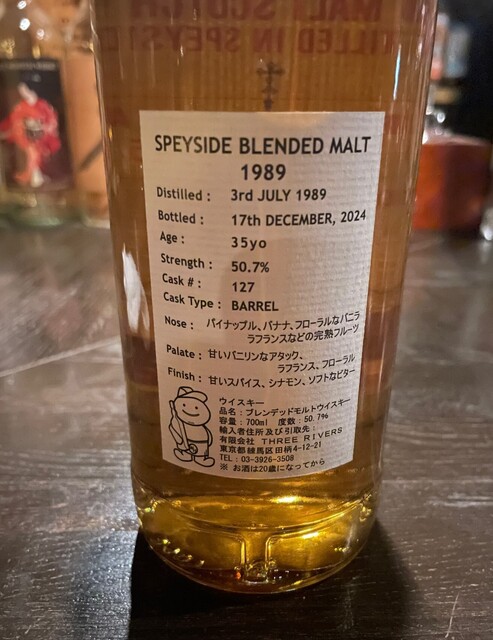 MALT SCOTCH
SPEYSIDE BLENDED MALT
1989
Distilled : 3rd JULY 1989
Bottled : 17th DECEMBER, 2024
Age : 35yo
Strength : 50.7%
Cask # : 127
Cask Type : BARREL
Nose : パイナップル、バナナ、フローラルなバニラ
ラフランスなどの完熟フルーツ
Palate : 甘いバニリンなアタック、
ラフランス、フローラル
Finish : 甘いスパイス、シナモン、ソフトなビター
ウイスキー
品名：ブレンデッドモルトウイスキー
容量：700ml 度数：50.7%
輸入者住所及び引取先：
有限会社 THREE RIVERS
東京都練馬区田柄4-12-21
TEL：03-3926-3508
※ お酒は20歳になってから